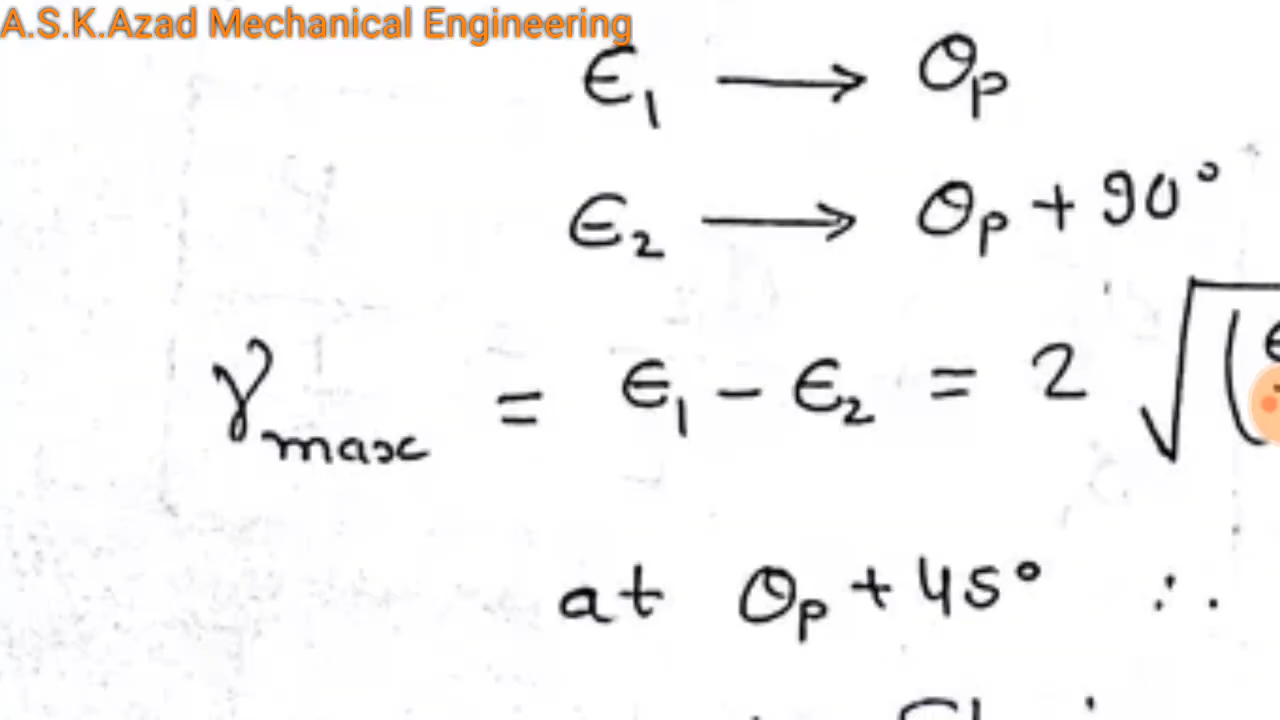 A.S.K.Azad Mechanical Engineering
ϵ₁ ⟶ θₚ
ϵ₂ ⟶ θₚ + 90°
γmax = ϵ₁ - ϵ₂ = 2 √(ϵ
at θₚ + 45° ∴